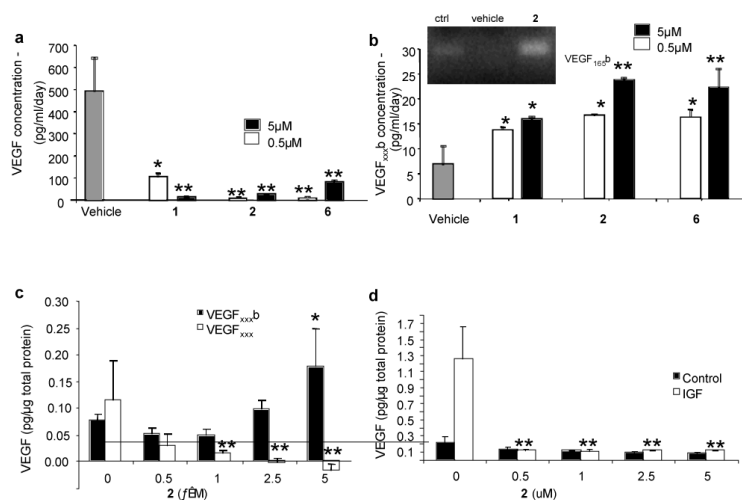 a
VEGF concentration -
(pg/ml/day)
700
600
500
400
300
200
100
0
5μM
0.5μM
*
**
**
**
**
**
Vehicle
1
2
6
b
ctrl vehicle 2
VEGF165b
5μM
0.5μM
VEGFxxxb concentration -
(pg/ml/day)
30
25
20
15
10
5
0
*
*
*
**
*
**
Vehicle
1
2
6
c
VEGF (pg/μg total protein)
0.30
0.25
0.20
0.15
0.10
0.05
0.00
VEGFxxxb
VEGFxxx
*
**
**
**
0 0.5 1 2.5 5
2 (ƒÊM)
d
VEGF (pg/μg total protein)
1.7
1.5
1.3
1.1
0.9
0.7
0.5
0.3
0.1
Control
IGF
**
**
**
**
0 0.5 1 2.5 5
2 (uM)